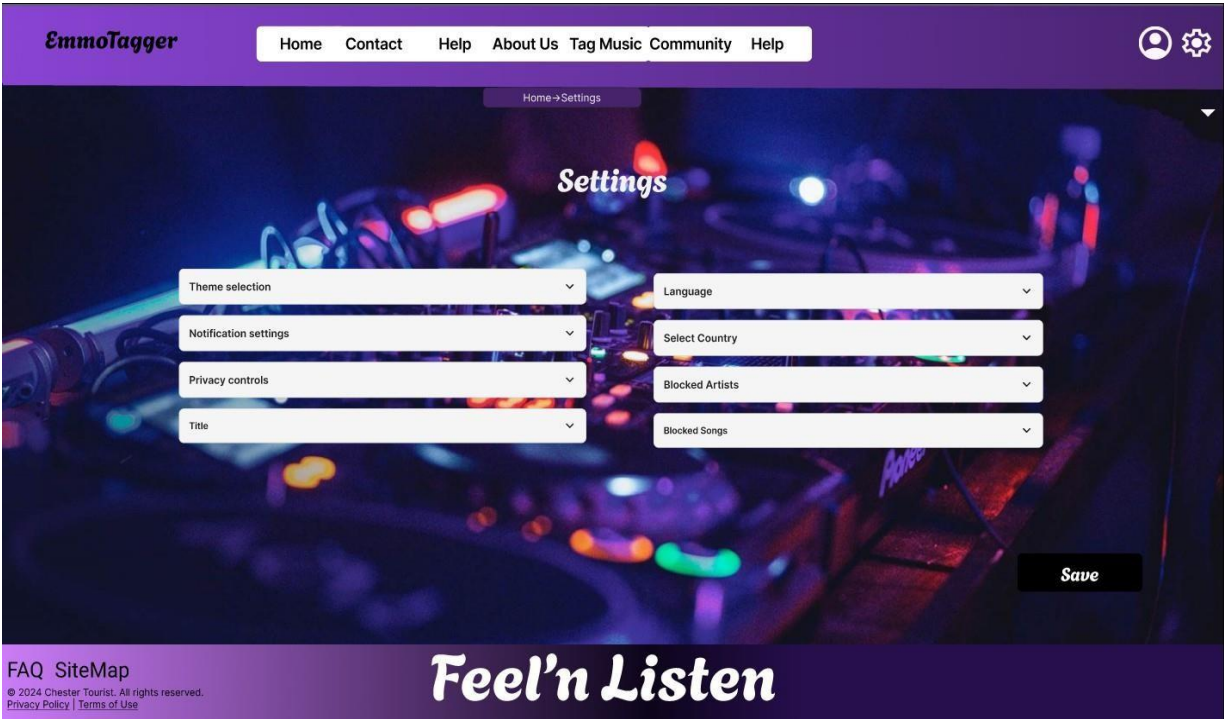 EmmoTagger
Home Contact Help About Us Tag Music Community Help
Home→Settings
Settings
Theme selection
Language
Notification settings
Select Country
Privacy controls
Blocked Artists
Title
Blocked Songs
Pioneer
Save
FAQ SiteMap
Feel'n Listen
© 2024 Chester Tourist. All rights reserved.
Privacy Policy | Terms of Use